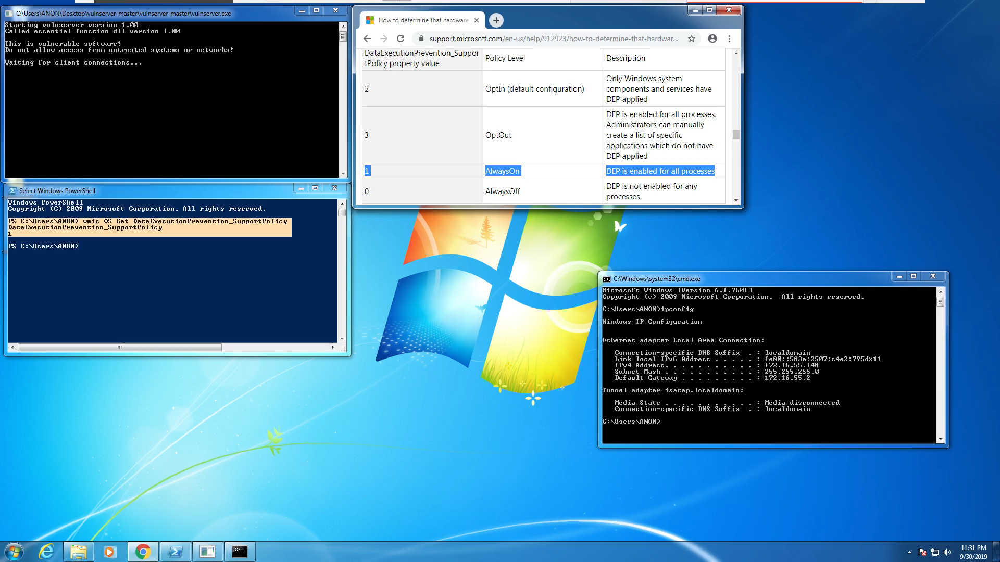 C:\Users\ANON\Desktop\vulnserver-master\vulnserver-master\vulnserver.exe
Starting vulnserver version 1.00
Called essential function dll version 1.00
This is vulnerable software!
Do not allow access from untrusted systems or networks!
Waiting for client connections...
How to determine that hardware
support.microsoft.com/en-us/help/912923/how-to-determine-that-hardwar...
DataExecutionPrevention_Suppor
tPolicy property value
Policy Level
Description
2
OptIn (default configuration)
Only Windows system
components and services have
DEP applied
3
OptOut
DEP is enabled for all processes.
Administrators can manually
create a list of specific
applications which do not have
DEP applied
1
AlwaysOn
DEP is enabled for all processes
0
AlwaysOff
DEP is not enabled for any
processes
Select Windows PowerShell
Windows PowerShell
Copyright (C) 2009 Microsoft Corporation. All rights reserved.
PS C:\Users\ANON> wmic OS Get DataExecutionPrevention_SupportPolicy
DataExecutionPrevention_SupportPolicy
1
PS C:\Users\ANON>
C:\Windows\system32\cmd.exe
Microsoft Windows [Version 6.1.7601]
Copyright (c) 2009 Microsoft Corporation.  All rights reserved.
C:\Users\ANON>ipconfig
Windows IP Configuration
Ethernet adapter Local Area Connection:
Connection-specific DNS Suffix  . : localdomain
Link-local IPv6 Address . . . . . : fe80::583a:2507:c4e2:795d%11
IPv4 Address. . . . . . . . . . . : 172.16.55.148
Subnet Mask . . . . . . . . . . . : 255.255.255.0
Default Gateway . . . . . . . . . : 172.16.55.2
Tunnel adapter isatap.localdomain:
Media State . . . . . . . . . . . : Media disconnected
Connection-specific DNS Suffix  . : localdomain
C:\Users\ANON>
11:31 PM
9/30/2019